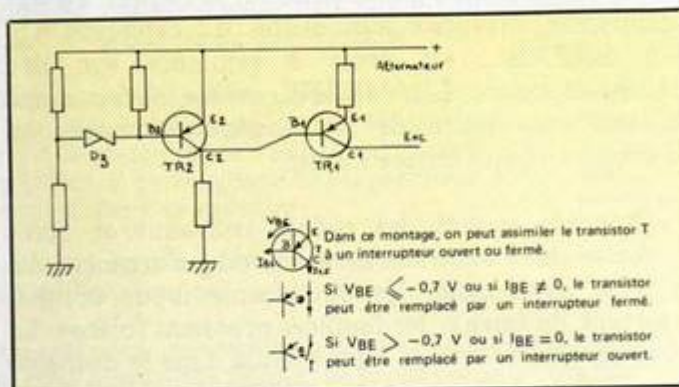 +
Alternateur
E2
E1
B2
B1
D3
C2
C1
Exc
TR2
TR1
VBE
E
B
T
C
Dans ce montage, on peut assimiler le transistor T
à un interrupteur ouvert ou fermé.
Si VBE ⩽ −0,7 V ou si IBE ≠ 0, le transistor
peut être remplacé par un interrupteur fermé.
Si VBE > −0,7 V ou si IBE = 0, le transistor
peut être remplacé par un interrupteur ouvert.